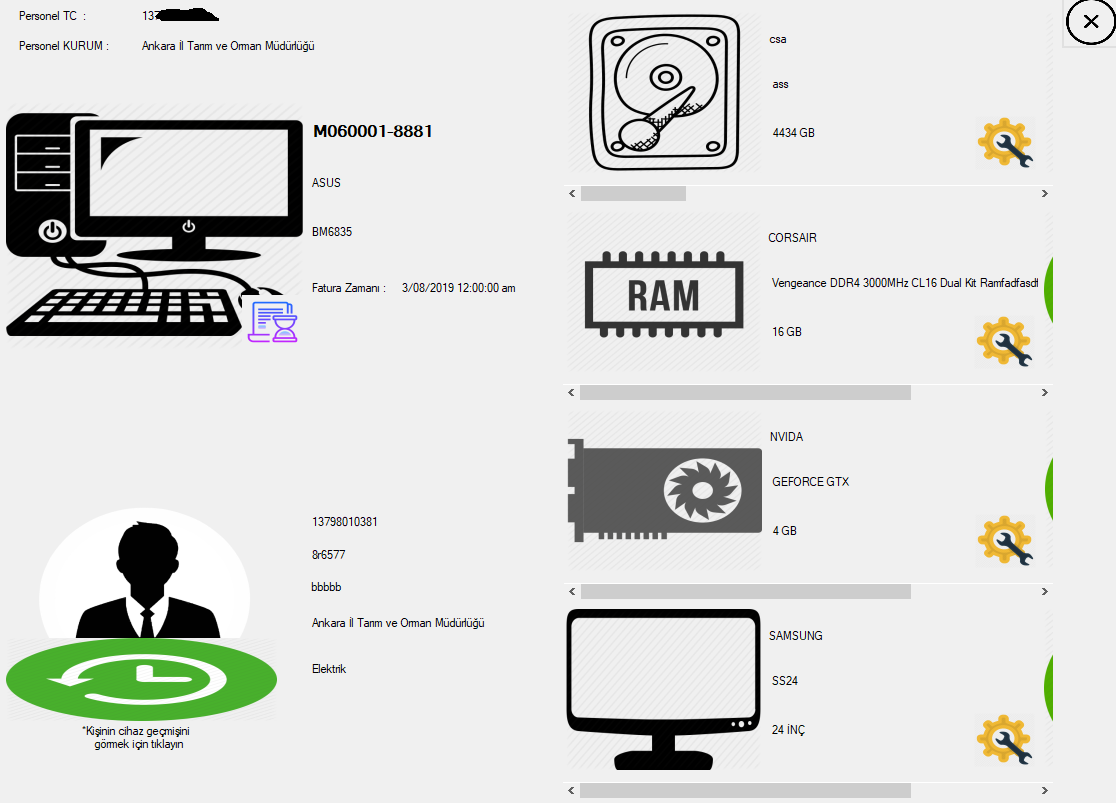 Personel TC :
Personel KURUM : Ankara İl Tarım ve Orman Müdürlüğü
M060001-8881
ASUS
BM6835
Fatura Zamanı : 3/08/2019 12:00:00 am
13798010381
8r6577
bbbbb
Ankara İl Tarım ve Orman Müdürlüğü
Elektrik
*Kişinin cihaz geçmişini
görmek için tıklayın
csa
ass
4434 GB
RAM
CORSAIR
Vengeance DDR4 3000MHz CL16 Dual Kit
16 GB
NVIDA
GEFORCE GTX
4 GB
SAMSUNG
SS24
24 İNÇ